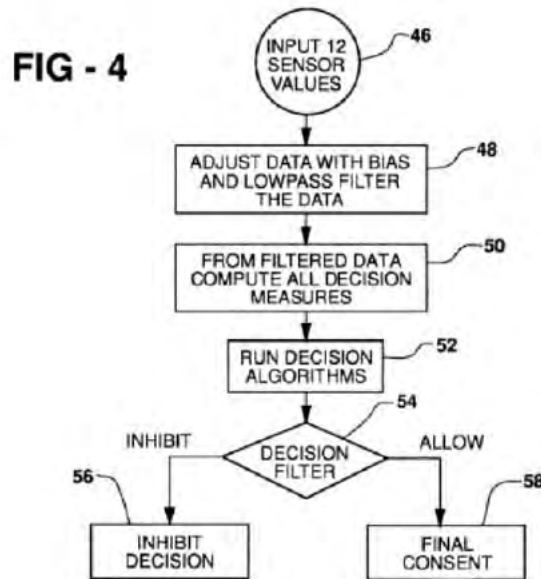 FIG - 4
INPUT 12
SENSOR
VALUES
46
ADJUST DATA WITH BIAS
AND LOWPASS FILTER
THE DATA
48
FROM FILTERED DATA
COMPUTE ALL DECISION
MEASURES
50
RUN DECISION
ALGORITHMS
52
DECISION
FILTER
54
INHIBIT
ALLOW
56
INHIBIT
DECISION
58
FINAL
CONSENT